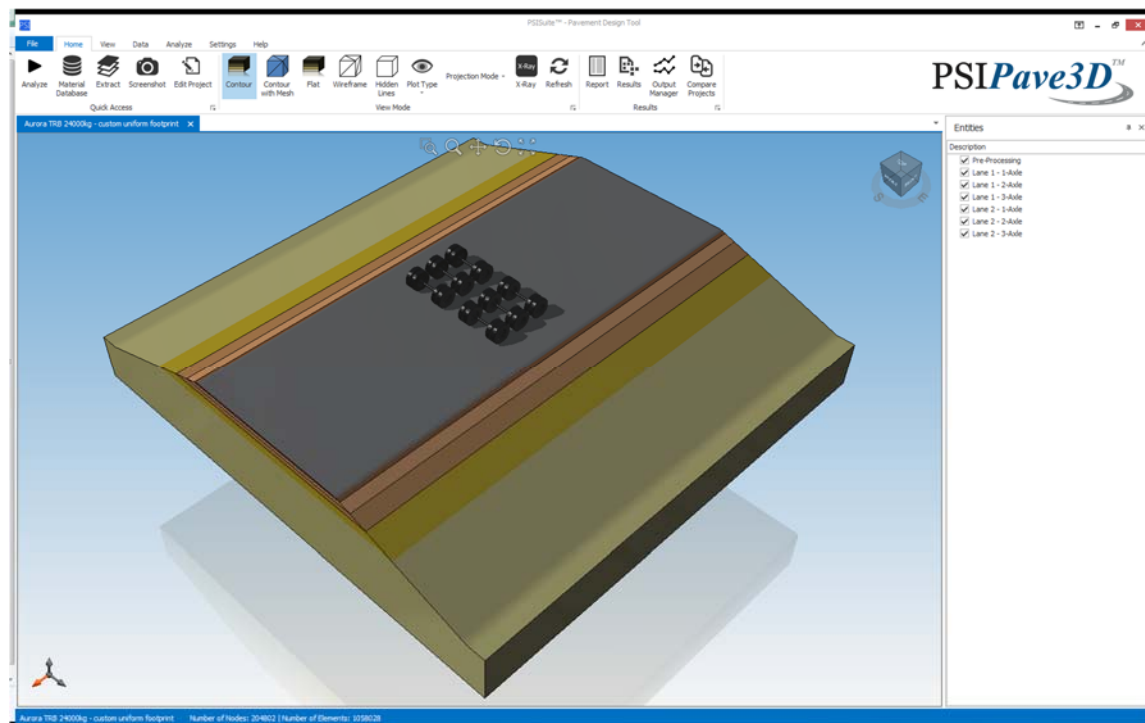 PSI
PSISuite™ - Pavement Design Tool
File Home View Data Analyze Settings Help
Analyze
Material Database
Extract
Screenshot
Edit Project
Contour
Contour with Mesh
Flat
Wireframe
Hidden Lines
Plot Type
Projection Mode
X-Ray
X-Ray
Refresh
Report
Results
Output Manager
Compare Projects
Quick Access
View Mode
Results
PSIPave3D™
Aurora TRB 24000kg - custom uniform footprint
Entities
Description
Pre-Processing
Lane 1 - 1-Axle
Lane 1 - 2-Axle
Lane 1 - 3-Axle
Lane 2 - 1-Axle
Lane 2 - 2-Axle
Lane 2 - 3-Axle
S
E
Aurora TRB 24000kg - custom uniform footprint Number of Nodes: 204802 | Number of Elements: 1058028